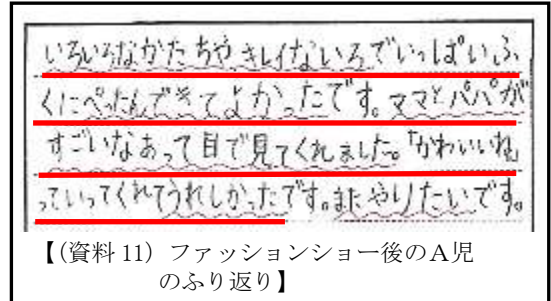 いろいろなかたちや キレイないろでいっぱい、ふ
くにぺったんできてよかったです。ママとパパが
すごいなあって目で見てくれました。「かわいいね」
っていってくれてうれしかったです。またやりたいです。
【(資料 11) ファッションショー後のＡ児
のふり返り】